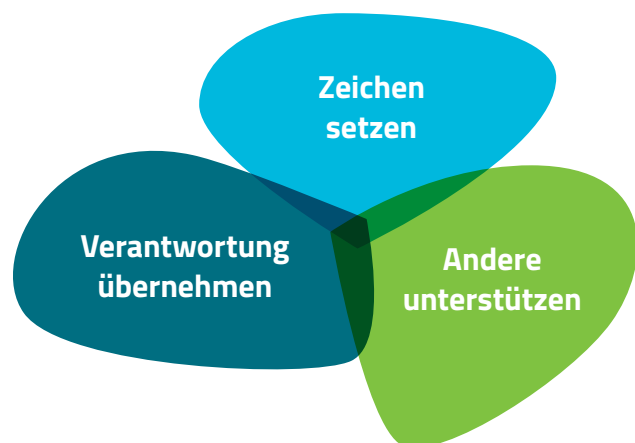 Zeichen
setzen
Verantwortung
übernehmen
Andere
unterstützen